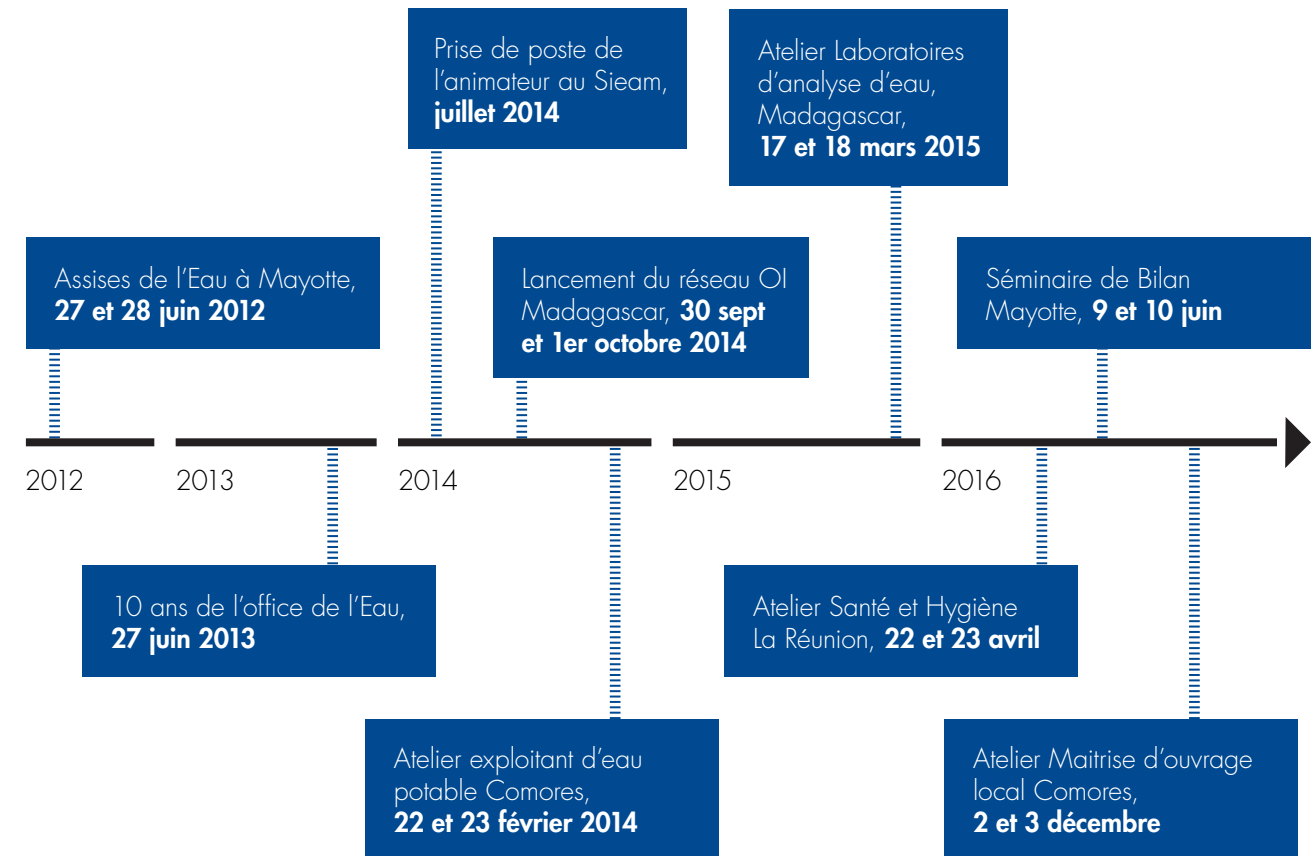 Prise de poste de
l'animateur au Sieam,
juillet 2014
Atelier Laboratoires
d'analyse d'eau,
Madagascar,
17 et 18 mars 2015
Assises de l'Eau à Mayotte,
27 et 28 juin 2012
Lancement du réseau OI
Madagascar, 30 sept
et 1er octobre 2014
Séminaire de Bilan
Mayotte, 9 et 10 juin
2012
2013
2014
2015
2016
10 ans de l'office de l'Eau,
27 juin 2013
Atelier Santé et Hygiène
La Réunion, 22 et 23 avril
Atelier exploitant d'eau
potable Comores,
22 et 23 février 2014
Atelier Maitrise d'ouvrage
local Comores,
2 et 3 décembre